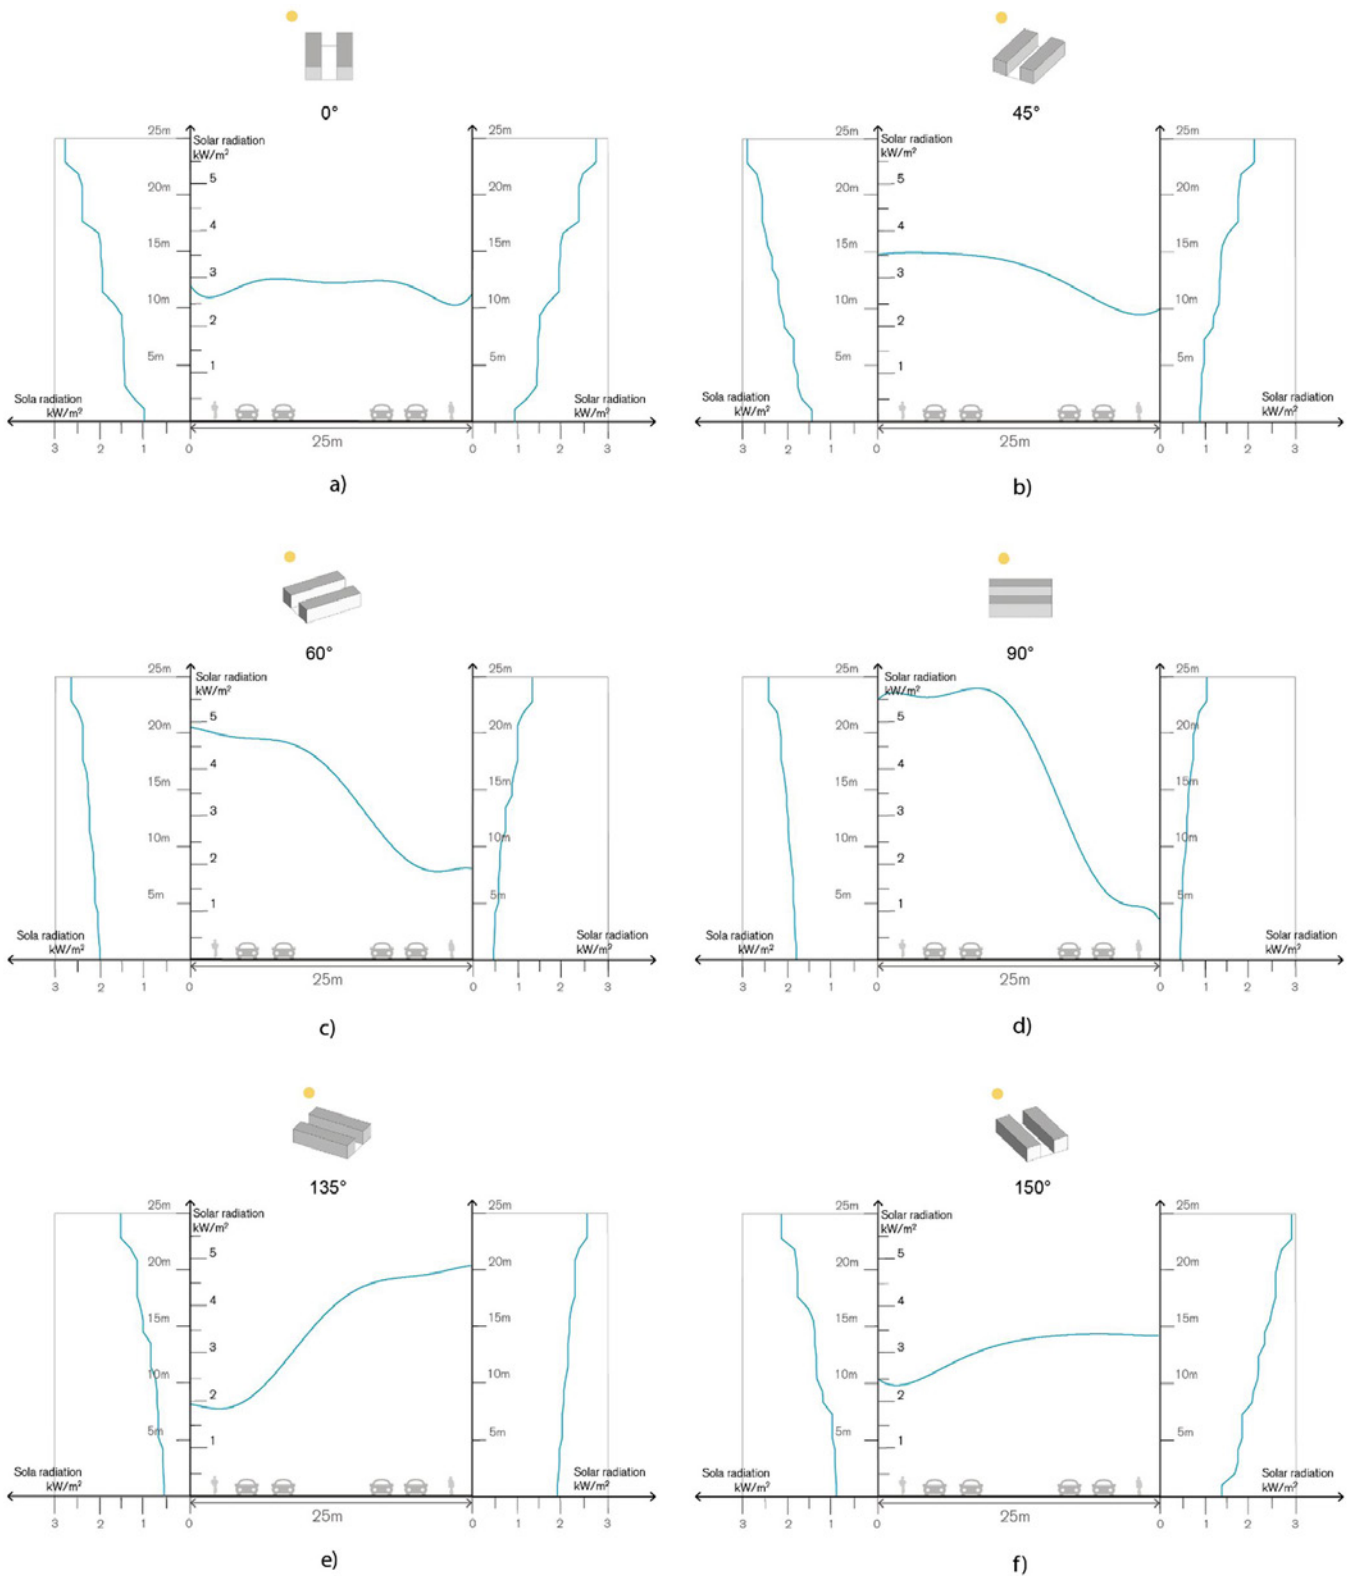 0°
45°
25m
Solar radiation
kW/m²
25m
25m
Solar radiation
kW/m²
25m
5
5
20m
20m
20m
20m
4
4
15m
15m
15m
15m
3
3
10m
10m
10m
10m
2
2
5m
5m
5m
5m
1
1
Sola radiation
kW/m²
Solar radiation
kW/m²
Sola radiation
kW/m²
Solar radiation
kW/m²
25m
25m
3 2 1 0 0 1 2 3
3 2 1 0 0 1 2 3
a)
b)
60°
90°
25m
Solar radiation
kW/m²
25m
25m
Solar radiation
kW/m²
25m
5
5
20m
20m
20m
20m
4
4
15m
15m
15m
15m
3
3
10m
10m
10m
10m
2
2
5m
5m
5m
5m
1
1
Sola radiation
kW/m²
Solar radiation
kW/m²
Sola radiation
kW/m²
Solar radiation
kW/m²
25m
25m
3 2 1 0 0 1 2 3
3 2 1 0 0 1 2 3
c)
d)
135°
150°
25m
Solar radiation
kW/m²
25m
25m
Solar radiation
kW/m²
25m
5
5
20m
20m
20m
20m
4
4
15m
15m
15m
15m
3
3
10m
10m
10m
10m
2
2
5m
5m
5m
5m
1
1
Sola radiation
kW/m²
Solar radiation
kW/m²
Sola radiation
kW/m²
Solar radiation
kW/m²
25m
25m
3 2 1 0 0 1 2 3
3 2 1 0 0 1 2 3
e)
f)